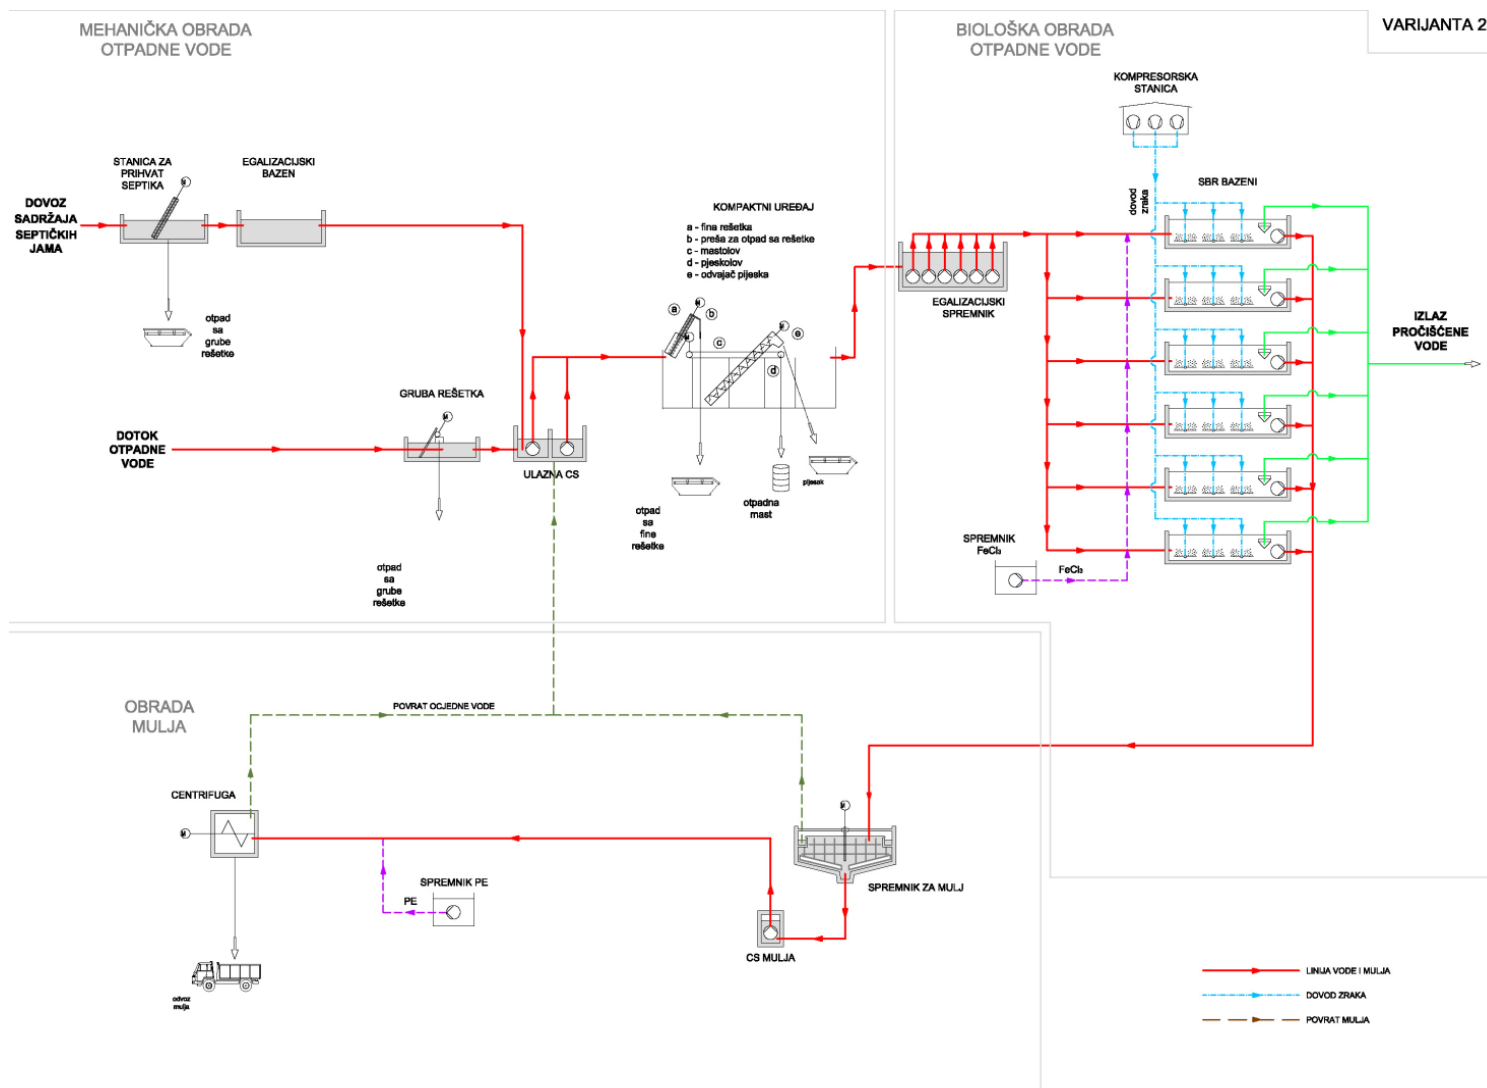 MEHANIČKA OBRADA
OTPADNE VODE
BIOLOŠKA OBRADA
OTPADNE VODE
VARIJANTA 2
KOMPRESORSKA
STANICA
STANICA ZA
PRIHVAT
SEPTIKA
EGALIZACIJSKI
BAZEN
DOVOZ
SADRŽAJA
SEPTIČKIH
JAMA
M
otpad
sa
grube
rešetke
KOMPAKTNI UREĐAJ
a - fina rešetka
b - preša za otpad sa rešetke
c - mastolov
d - pjeskolov
e - odvajač pijeska
dovod
zraka
SBR BAZENI
EGALIZACIJSKI
SPREMNIK
a
M
b
M
c
M
e
d
IZLAZ
PROČIŠĆENE
VODE
GRUBA REŠETKA
M
DOTOK
OTPADNE
VODE
ULAZNA CS
otpad
sa
fine
rešetke
otpadna
mast
pijesak
otpad
sa
grube
rešetke
SPREMNIK
FeCl₃
FeCl₃
OBRADA
MULJA
POVRAT OCJEDNE VODE
CENTRIFUGA
M
M
SPREMNIK PE
PE
SPREMNIK ZA MULJ
CS MULJA
odvoz
mulja
LINIJA VODE I MULJA
DOVOD ZRAKA
POVRAT MULJA